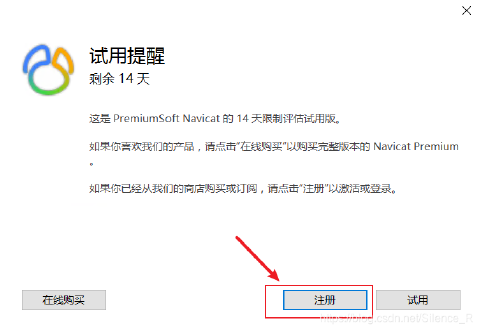 试用提醒
剩余 14 天
这是 PremiumSoft Navicat 的 14 天限制评估试用版。
如果你喜欢我们的产品，请点击“在线购买”以购买完整版本的 Navicat Premium
。
如果你已经从我们的商店购买或订阅，请点击“注册”以激活或登录。
在线购买
注册
试用
https://blog.csdn.net/Silence_R